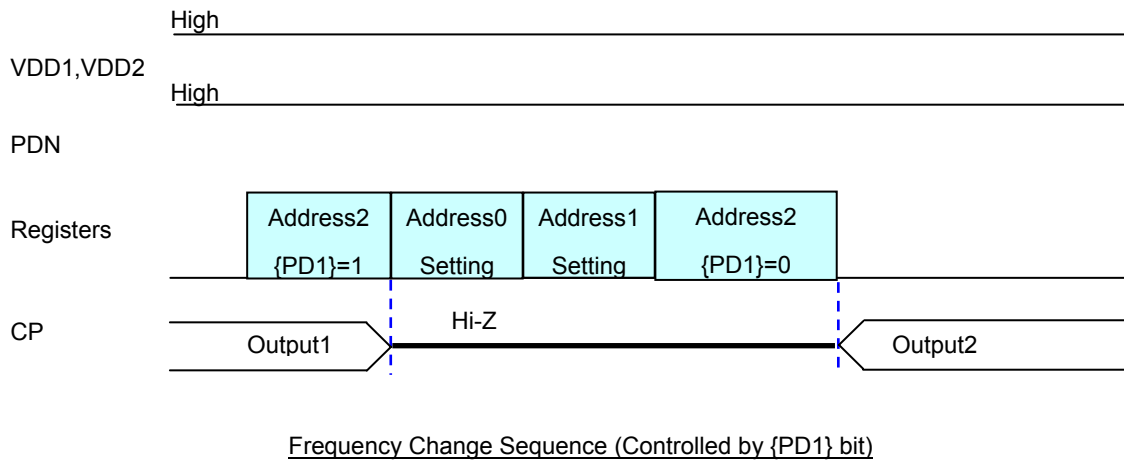 High
VDD1,VDD2
High
PDN
Registers
Address2
{PD1}=1
Address0
Setting
Address1
Setting
Address2
{PD1}=0
CP
Output1
Hi-Z
Output2
Frequency Change Sequence (Controlled by {PD1} bit)